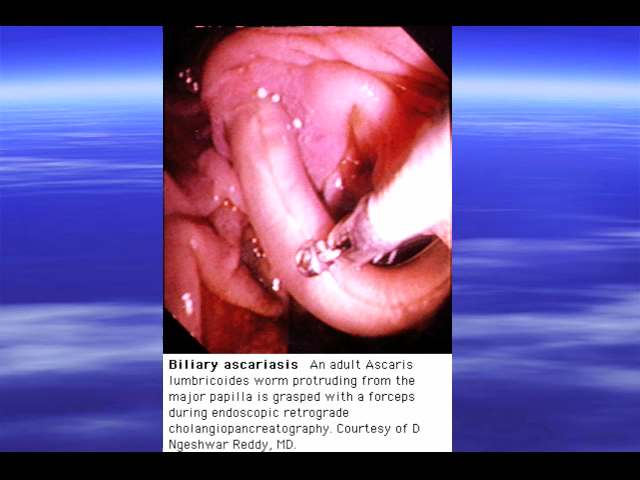 Biliary ascariasis An adult Ascaris
lumbricoides worm protruding from the
major papilla is grasped with a forceps
during endoscopic retrograde
cholangiopancreatography. Courtesy of D
Ngeshwar Reddy, MD.